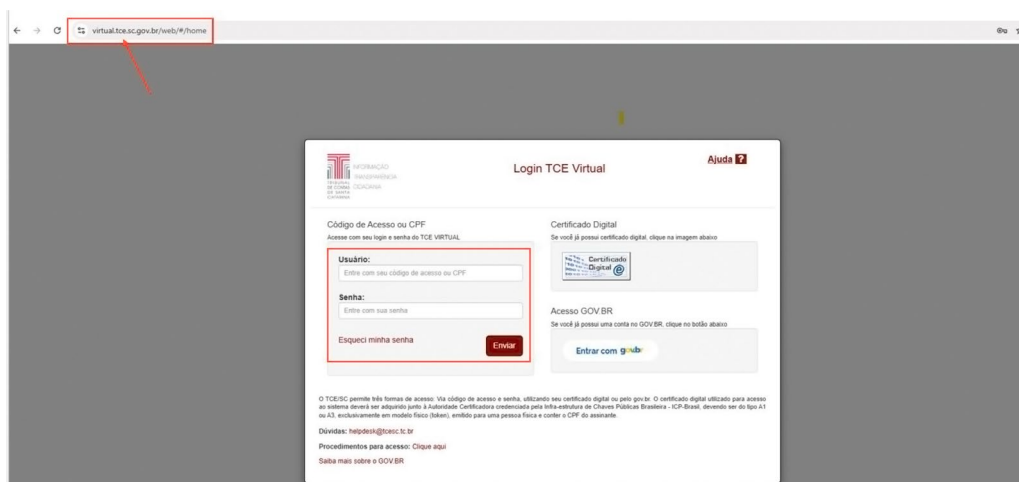 virtual.tce.sc.gov.br/web/#/home
INFORMAÇÃO
TRANSPARÊNCIA
CIDADANIA
TRIBUNAL
DE CONTAS
DE SANTA
CATARINA
Login TCE Virtual
Ajuda ?
Código de Acesso ou CPF
Acesse com seu login e senha do TCE VIRTUAL
Usuário:
Entre com seu código de acesso ou CPF
Senha:
Entre com sua senha
Esqueci minha senha
Enviar
Certificado Digital
Se você já possui certificado digital, clique na imagem abaixo
Certificado
Digital
Acesso GOV.BR
Se você já possui uma conta no GOV.BR, clique no botão abaixo
Entrar com govbr
O TCE/SC permite três formas de acesso: Via código de acesso e senha, utilizando seu certificado digital ou pelo gov.br. O certificado digital utilizado para acesso
ao sistema deverá ser adquirido junto à Autoridade Certificadora credenciada pela Infra-estrutura de Chaves Públicas Brasileira - ICP-Brasil, devendo ser do tipo A1
ou A3, exclusivamente em modelo físico (token), emitido para uma pessoa física e conter o CPF do assinante.
Dúvidas: helpdesk@tcesc.tc.br
Procedimentos para acesso: Clique aqui
Saiba mais sobre o GOV.BR